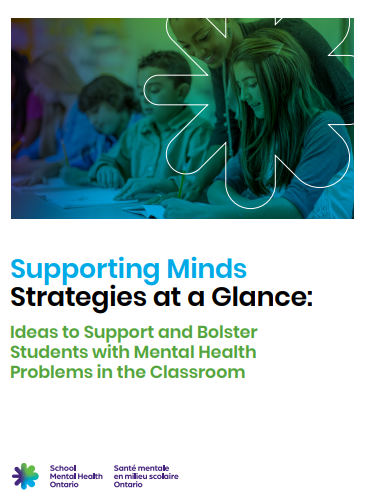 Supporting Minds
Strategies at a Glance:
Ideas to Support and Bolster
Students with Mental Health
Problems in the Classroom
School
Mental Health
Ontario
Santé mentale
en milieu scolaire
Ontario